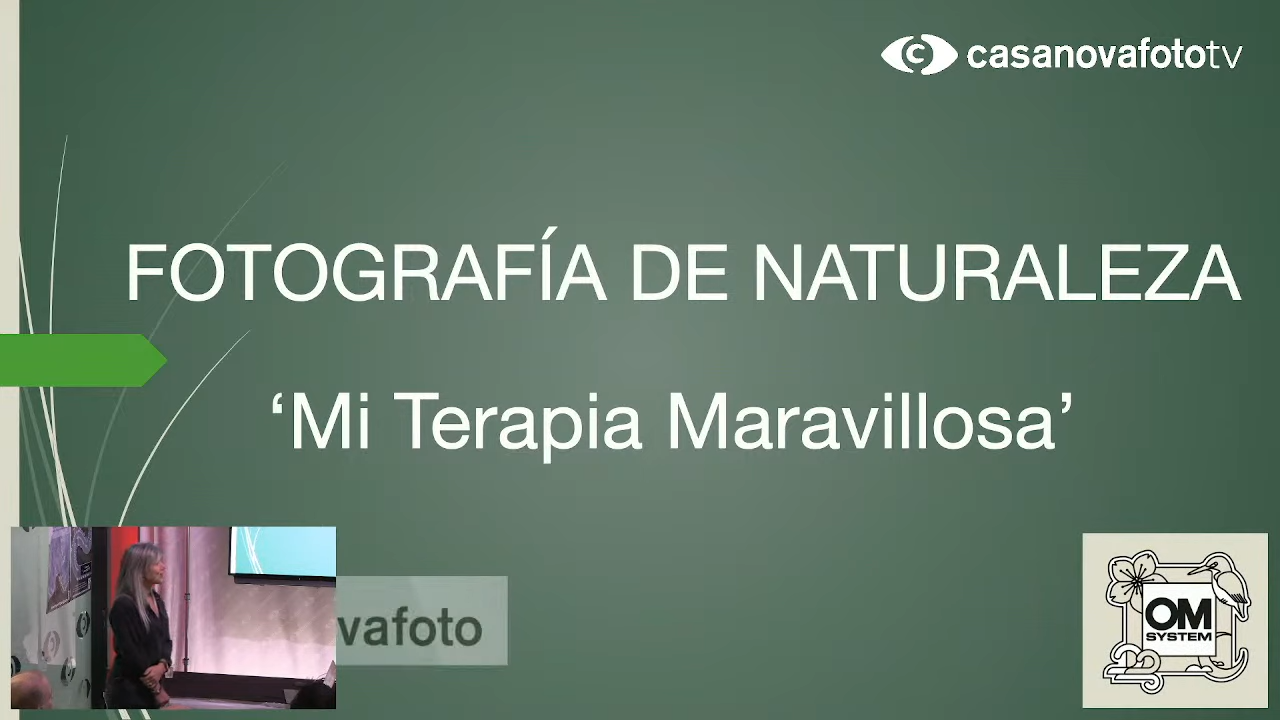 casanovafototv
FOTOGRAFÍA DE NATURALEZA
‘Mi Terapia Maravillosa’
vafoto
OM
SYSTEM